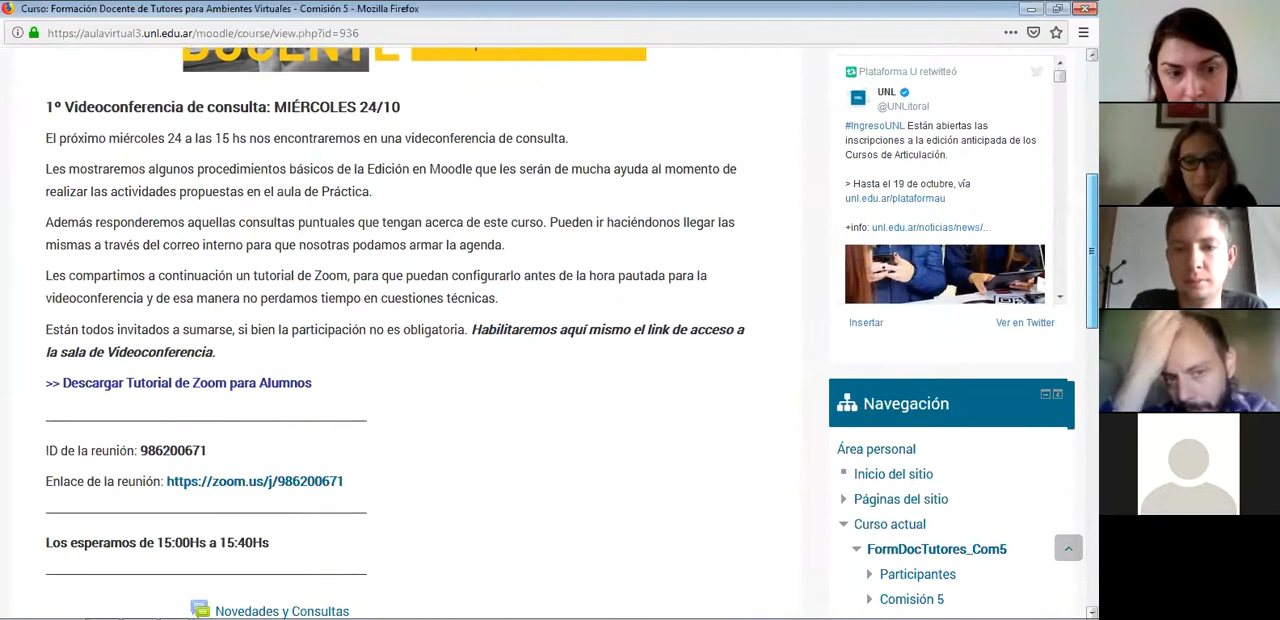 Curso: Formación Docente de Tutores para Ambientes Virtuales - Comisión 5 - Mozilla Firefox
https://aulavirtual3.unl.edu.ar/moodle/course/view.php?id=936
DOCENTE
1º Videoconferencia de consulta: MIÉRCOLES 24/10
El próximo miércoles 24 a las 15 hs nos encontraremos en una videconferencia de consulta.
Les mostraremos algunos procedimientos básicos de la Edición en Moodle que les serán de mucha ayuda al momento de
realizar las actividades propuestas en el aula de Práctica.
Además responderemos aquellas consultas puntuales que tengan acerca de este curso. Pueden ir haciéndonos llegar las
mismas a través del correo interno para que nosotras podamos armar la agenda.
Les compartimos a continuación un tutorial de Zoom, para que puedan configurarlo antes de la hora pautada para la
videoconferencia y de esa manera no perdamos tiempo en cuestiones técnicas.
Están todos invitados a sumarse, si bien la participación no es obligatoria. Habilitaremos aquí mismo el link de acceso a
la sala de Videoconferencia.
>> Descargar Tutorial de Zoom para Alumnos
ID de la reunión: 986200671
Enlace de la reunión: https://zoom.us/j/986200671
Los esperamos de 15:00Hs a 15:40Hs
Novedades y Consultas
Plataforma U retwitteó
UNL
@UNLitoral
#IngresoUNL Están abiertas las
inscripciones a la edición anticipada de los
Cursos de Articulación.
> Hasta el 19 de octubre, vía
unl.edu.ar/plataformau
+info: unl.edu.ar/noticias/news/…
Insertar
Ver en Twitter
Navegación
Área personal
Inicio del sitio
Páginas del sitio
Curso actual
FormDocTutores_Com5
Participantes
Comisión 5